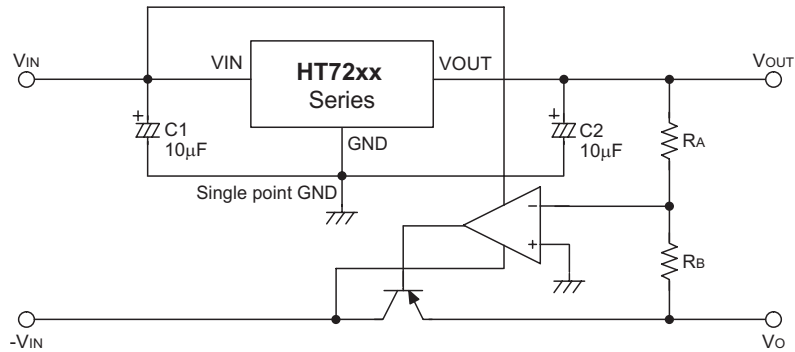 VIN
VIN
HT72xx
Series
VOUT
VOUT
+
C1
10µF
GND
+
C2
10µF
RA
Single point GND
−
+
RB
-VIN
VO